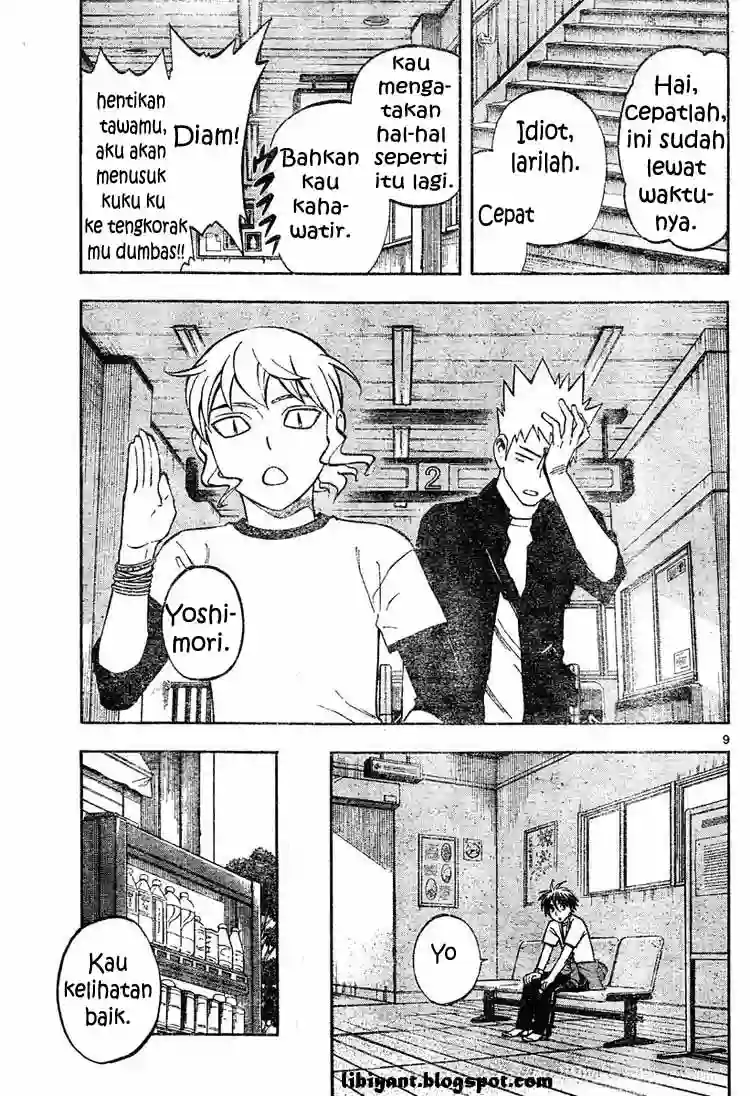 Hai,
Cepatlah,
ini sudah
lewat
waktu-
nya.
Idiot,
larilah.
Cepat
kau
menga-
takan
hal-hal
seperti
itu lagi.
Bahkan
kau
kaha-
watir.
Diam!
hentikan
tawamu,
aku akan
menusuk
kuku ku
ke tengkorak
mu dumbas!!
2
Yoshi-
mori.
9
Yo
Kau
kelihatan
baik.
libiyant.blogspot.com